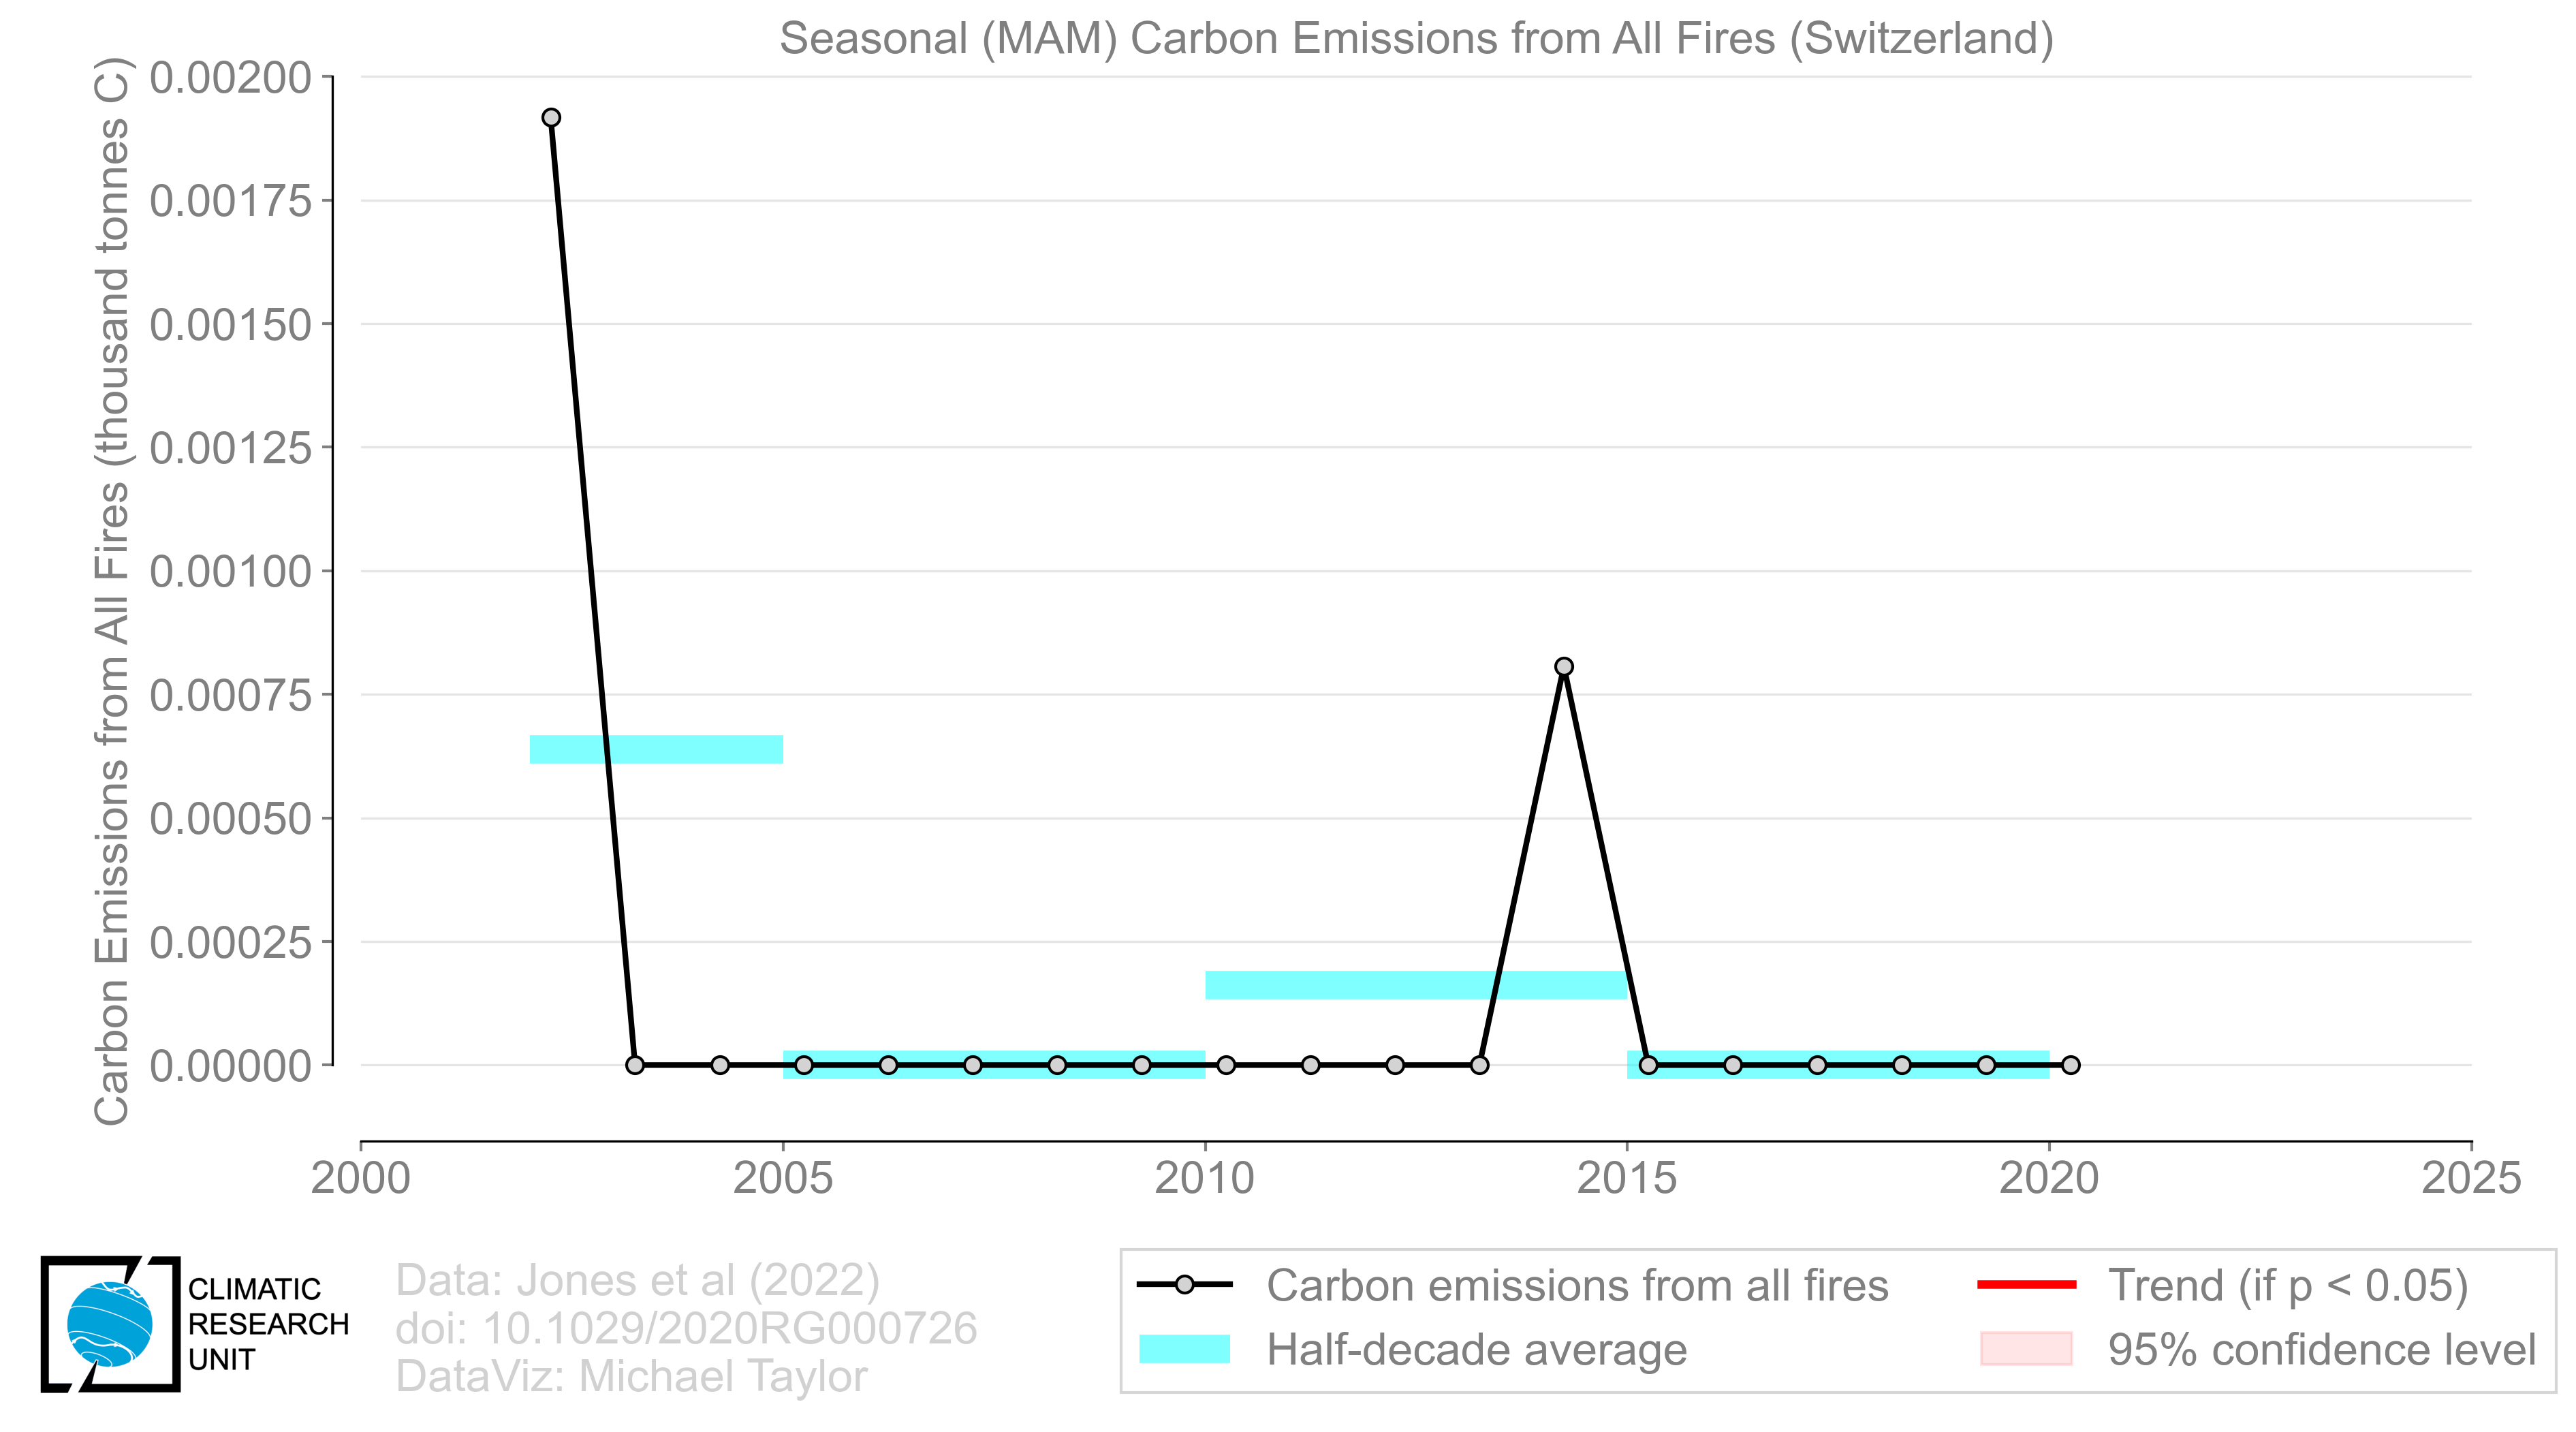 Seasonal (MAM) Carbon Emissions from All Fires (Switzerland)
Carbon Emissions from All Fires (thousand tonnes C)
0.00200
0.00175
0.00150
0.00125
0.00100
0.00075
0.00050
0.00025
0.00000
2000 2005 2010 2015 2020 2025
CLIMATIC
RESEARCH
UNIT
Data: Jones et al (2022)
doi: 10.1029/2020RG000726
DataViz: Michael Taylor
Carbon emissions from all fires
Half-decade average
Trend (if p < 0.05)
95% confidence level